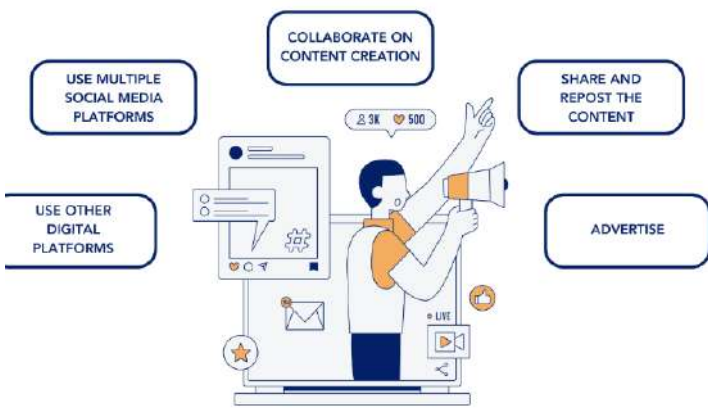 COLLABORATE ON
CONTENT CREATION
USE MULTIPLE
SOCIAL MEDIA
PLATFORMS
SHARE AND
REPOST THE
CONTENT
3K 500
USE OTHER
DIGITAL
PLATFORMS
ADVERTISE
#
LIVE